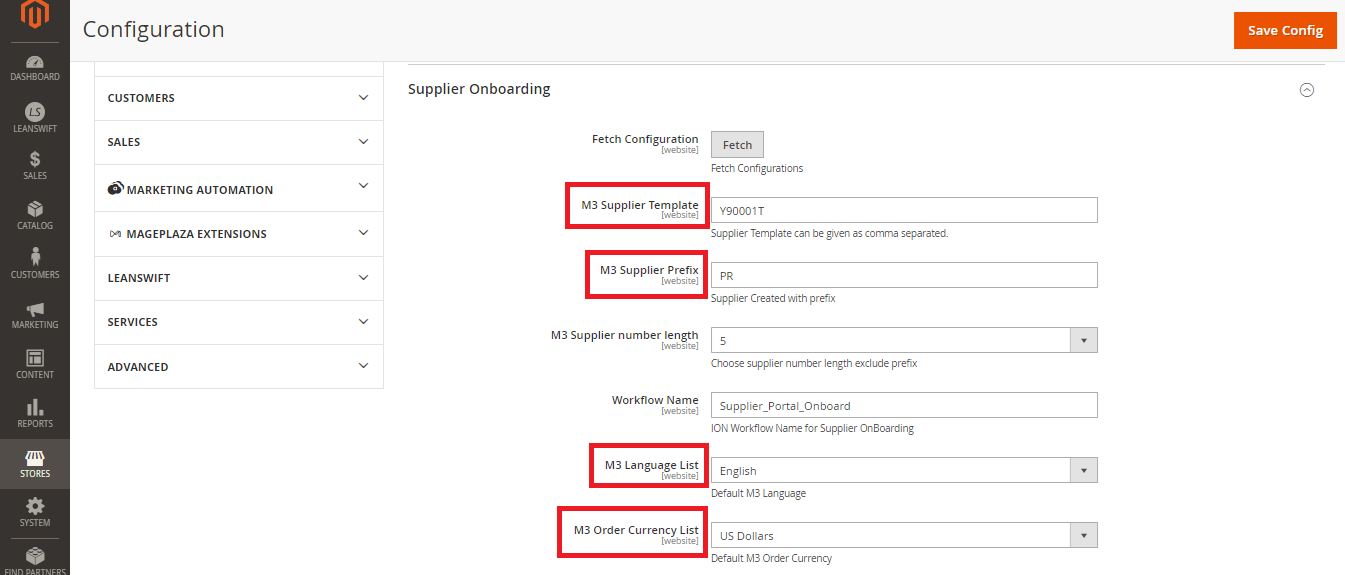 Configuration
Save Config
DASHBOARD
LS
LEANSWIFT
$
SALES
CATALOG
CUSTOMERS
MARKETING
CONTENT
REPORTS
STORES
SYSTEM
FIND PARTNERS
CUSTOMERS
SALES
MARKETING AUTOMATION
MAGEPLAZA EXTENSIONS
LEANSWIFT
SERVICES
ADVANCED
Supplier Onboarding
Fetch Configuration
[website]
Fetch
Fetch Configurations
M3 Supplier Template
[website]
Y90001T
Supplier Template can be given as comma separated.
M3 Supplier Prefix
[website]
PR
Supplier Created with prefix
M3 Supplier number length
[website]
5
Choose supplier number length exclude prefix
Workflow Name
[website]
Supplier_Portal_Onboard
ION Workflow Name for Supplier OnBoarding
M3 Language List
[website]
English
Default M3 Language
M3 Order Currency List
[website]
US Dollars
Default M3 Order Currency